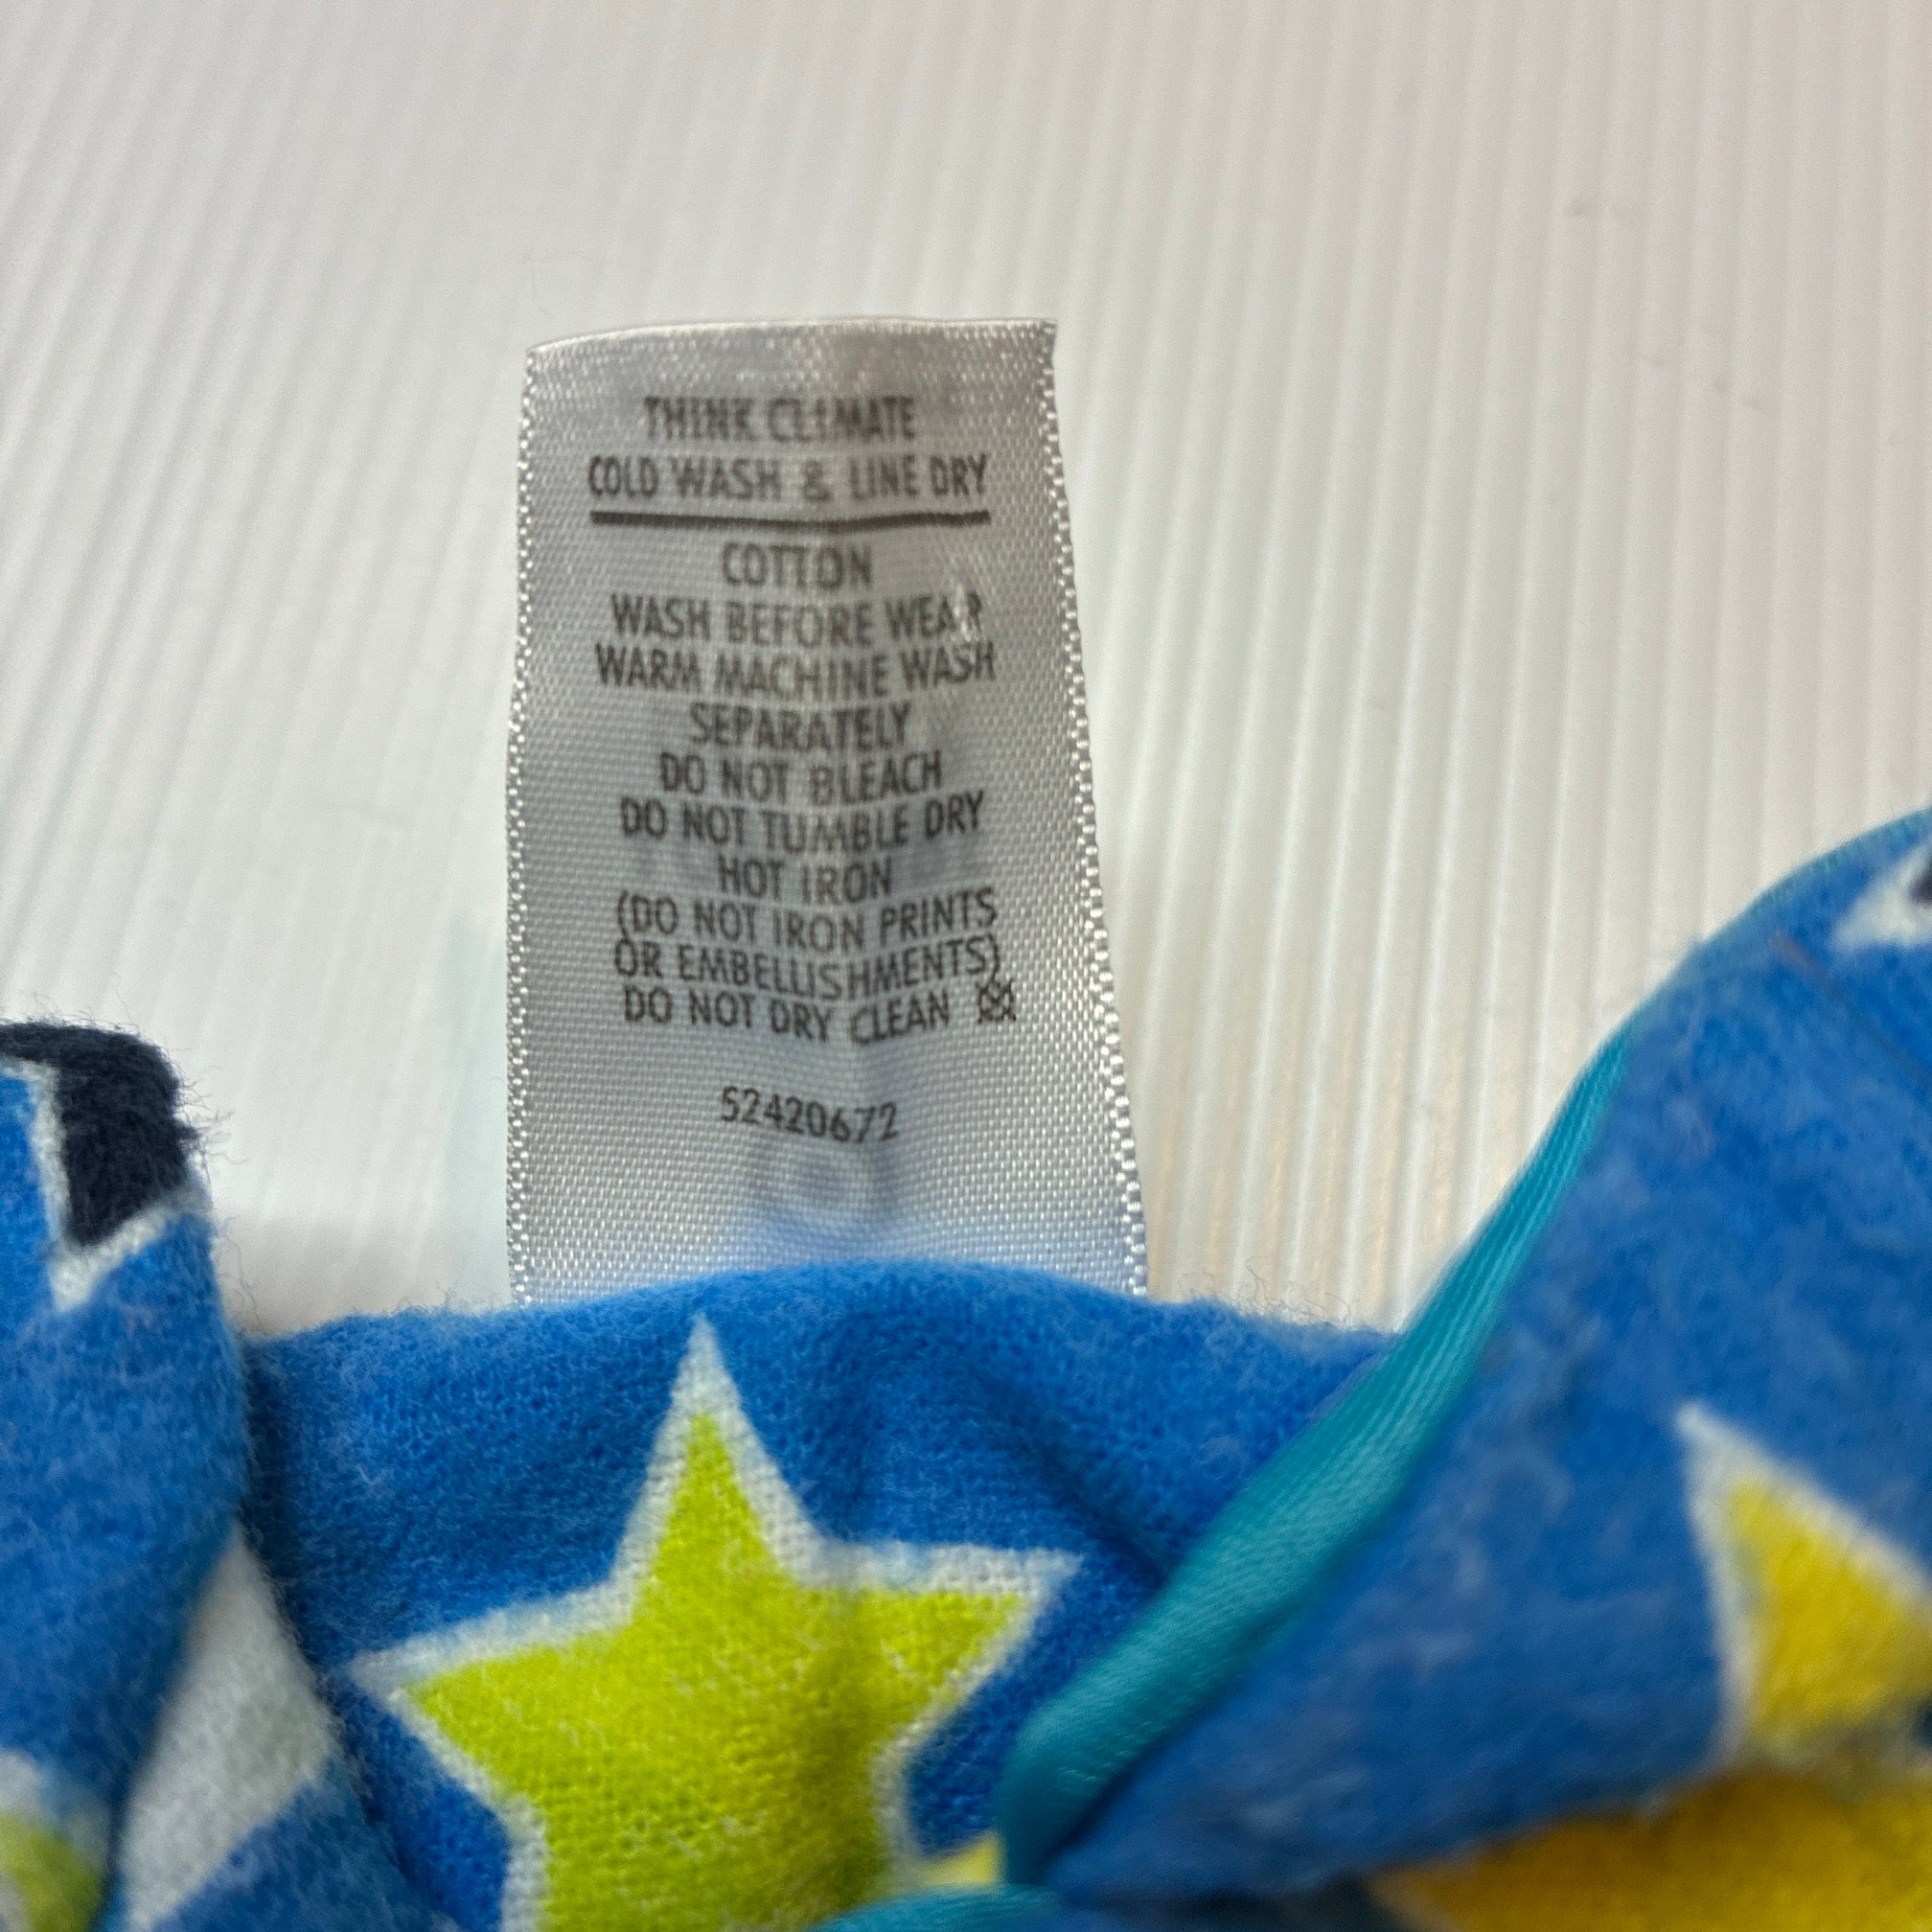 THINK CLIMATE
COLD WASH & LINE DRY
COTTON
WASH BEFORE WEAR
WARM MACHINE WASH
SEPARATELY
DO NOT BLEACH
DO NOT TUMBLE DRY
HOT IRON
(DO NOT IRON PRINTS
OR EMBELLISHMENTS)
DO NOT DRY CLEAN
52420672